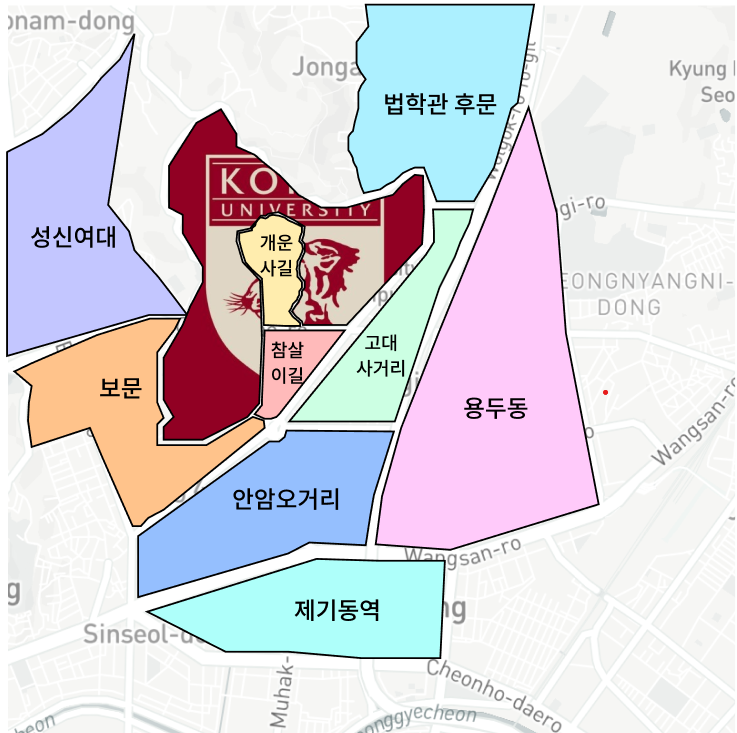 onam-dong
Jonga
법학관 후문
Kyung
Seo
KO
UNIVERSITY
gi-ro
성신여대
개운
사길
EONGNYANGNI-
DONG
참살
이길
고대
사거리
보문
용두동
Wangsan-ro
안암오거리
Wangsan-ro
제기동역
ng
g
Sinseol-d
Cheonho-daero
Muhak-
onggyecheon
eon